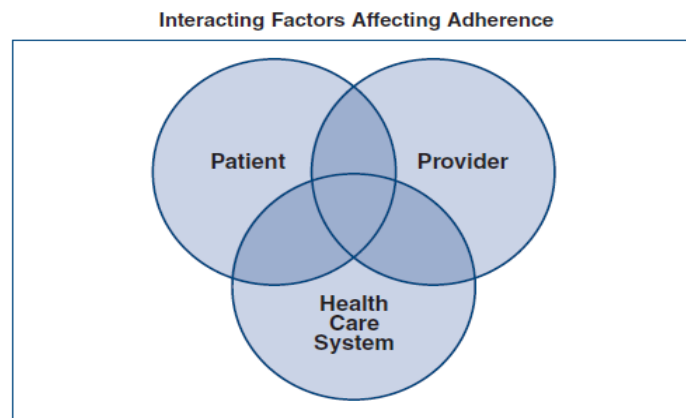 Interacting Factors Affecting Adherence
Patient
Provider
Health
Care
System